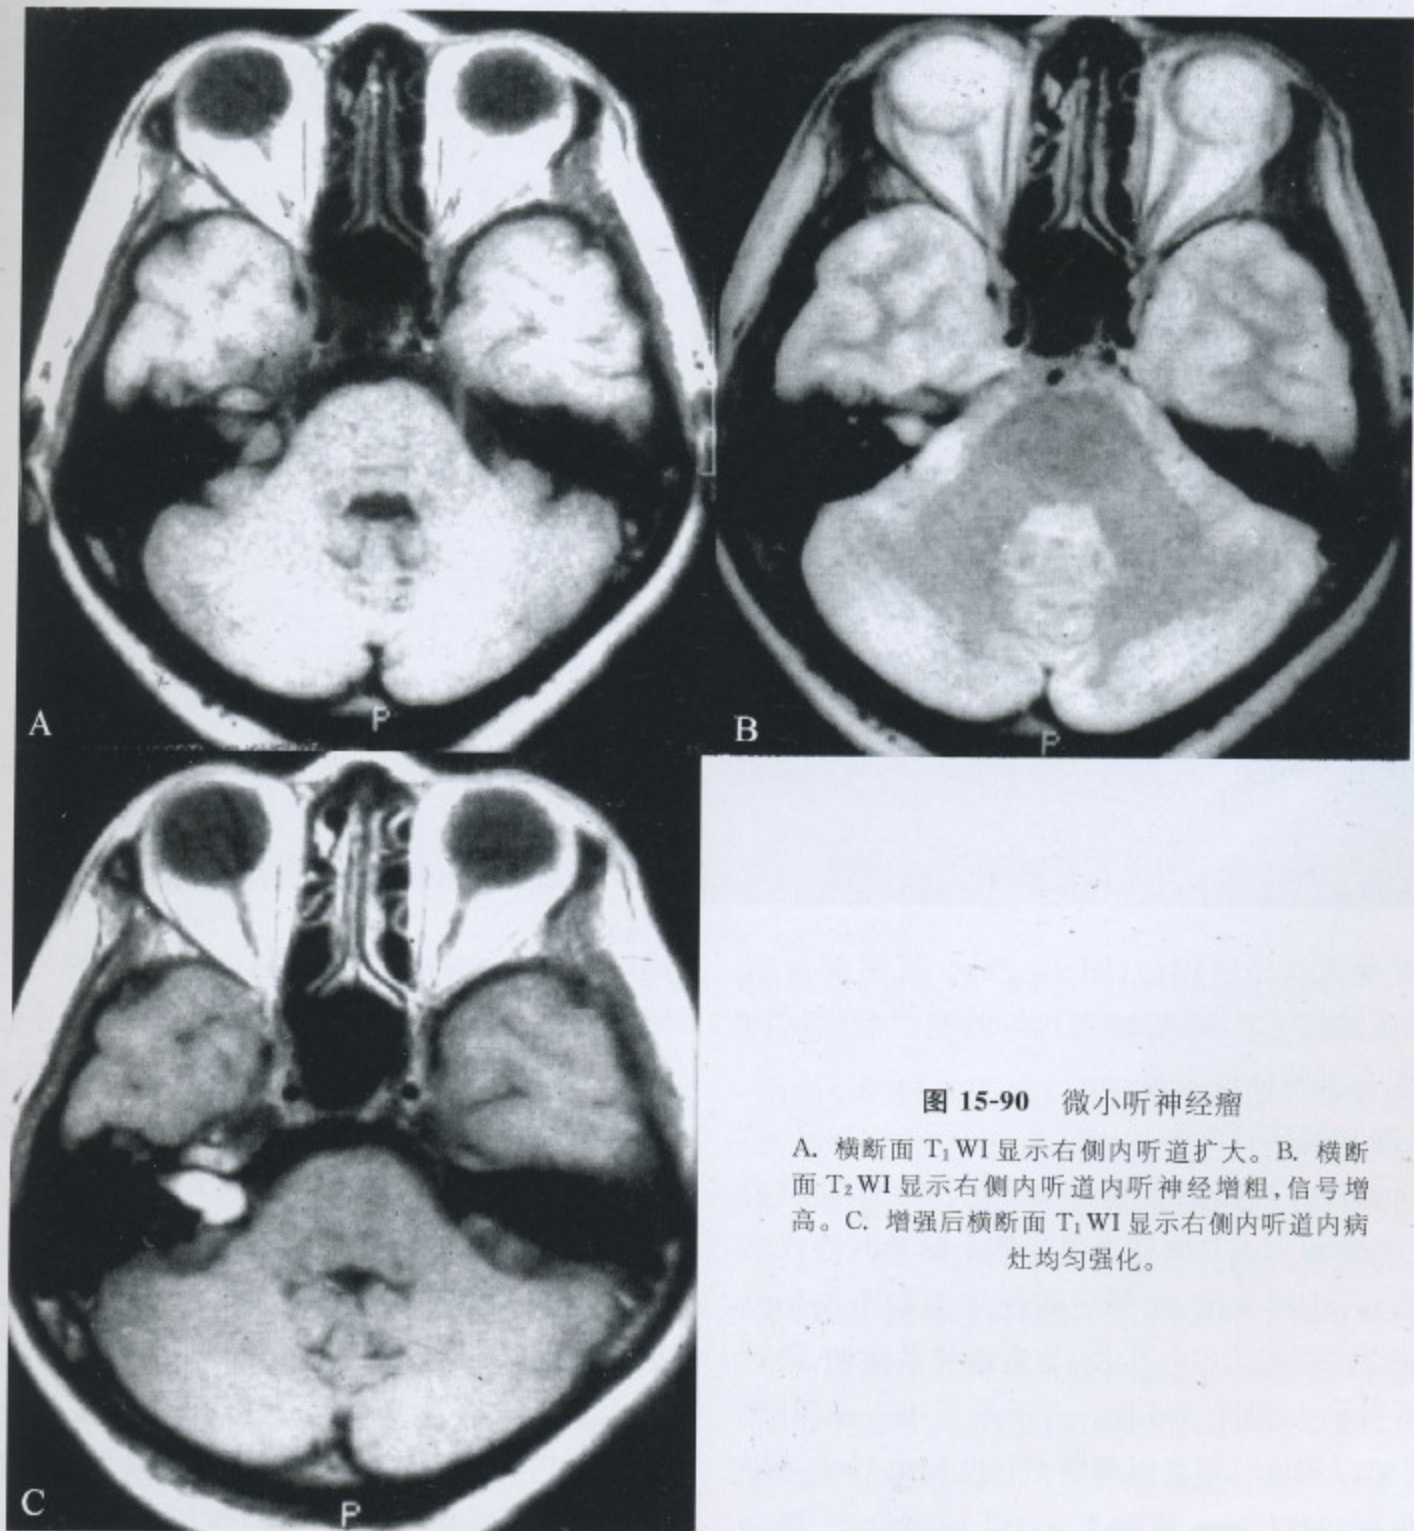 A
P
B
P
C
P
图 15-90 微小听神经瘤
A. 横断面 T₁WI 显示右侧内听道扩大。B. 横断
面 T₂WI 显示右侧内听道内听神经增粗,信号增
高。C. 增强后横断面 T₁WI 显示右侧内听道内病
灶均匀强化。